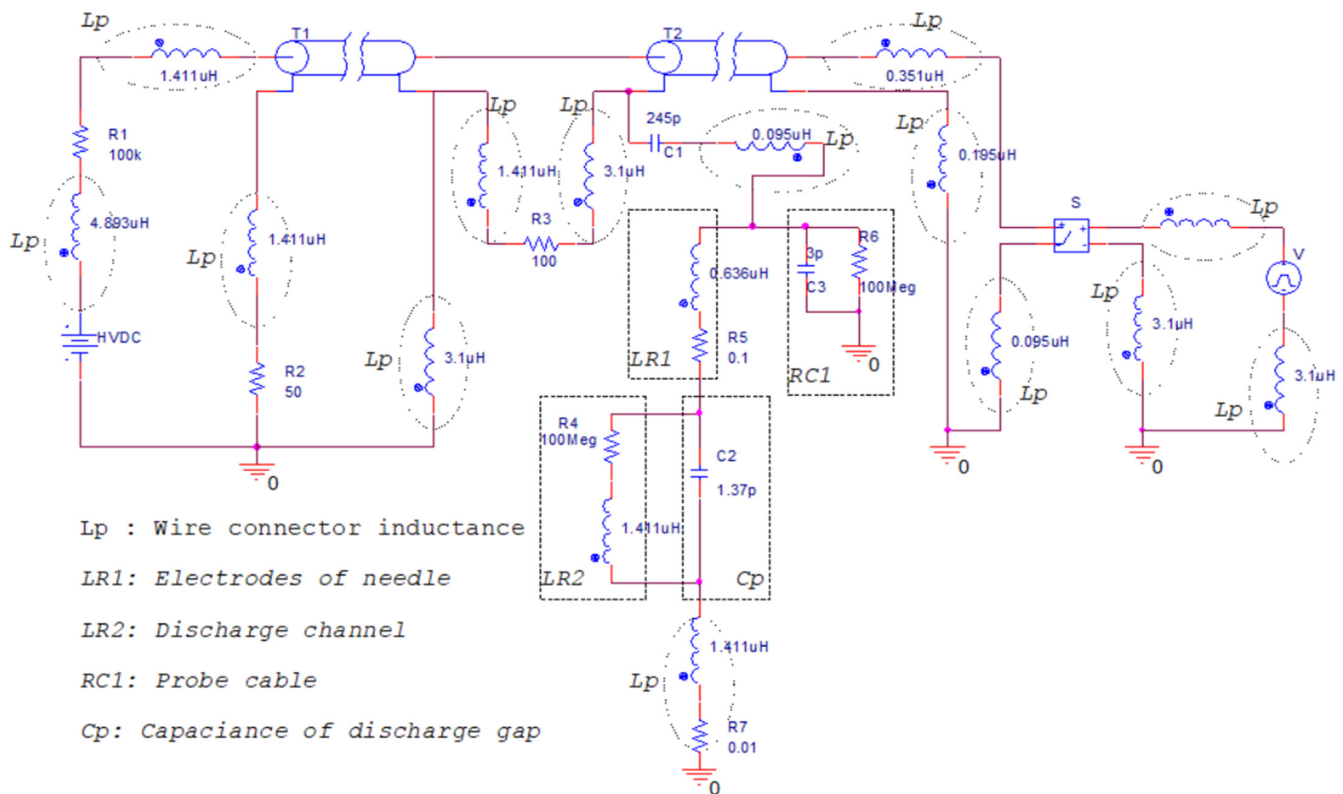 Lp
T1
T2
Lp
1.411uH
0.351uH
R1
100k
Lp
Lp
245p
C1
0.095uH
Lp
Lp
0.195uH
1.411uH
3.1uH
4.893uH
Lp
1.411uH
Lp
R3
100
S
Lp
V
0.636uH
3p
C3
R6
100Meg
Lp
3.1uH
HVDC
R2
50
Lp
3.1uH
R5
0.1
LR1
RC1
0
0.095uH
Lp
3.1uH
Lp
R4
100Meg
C2
1.37p
0
0
0
1.411uH
LR2
Cp
Lp : Wire connector inductance
LR1: Electrodes of needle
LR2: Discharge channel
RC1: Probe cable
Cp: Capaciance of discharge gap
1.411uH
Lp
R7
0.01
0